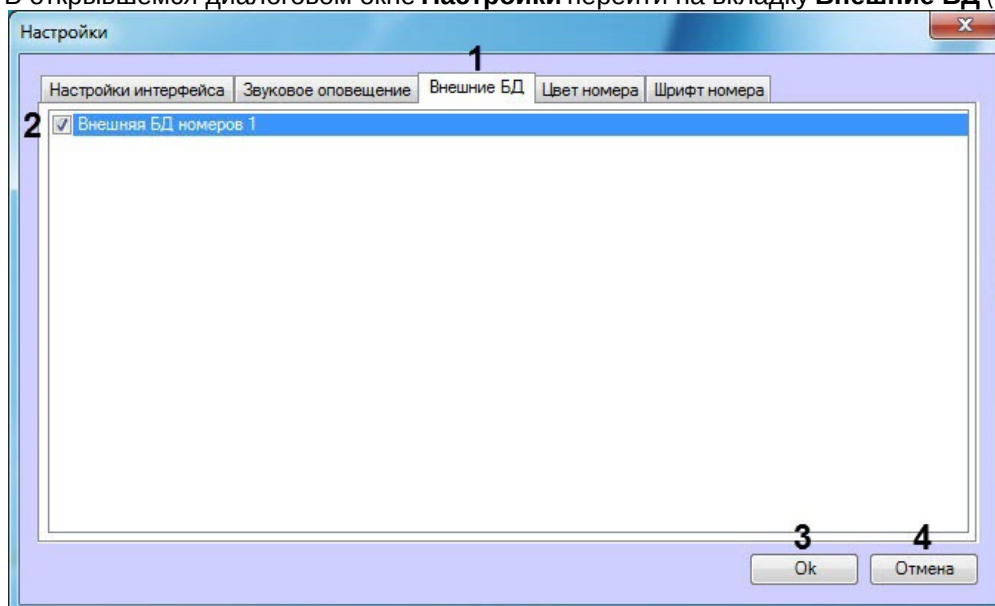 В открывшемся диалоговом окне Настройки перейти на вкладку Внешние БД (
Настройки
X
1
Настройки интерфейса Звуковое оповещение Внешние БД Цвет номера Шрифт номера
2 Внешняя БД номеров 1
3 4
Ok Отмена